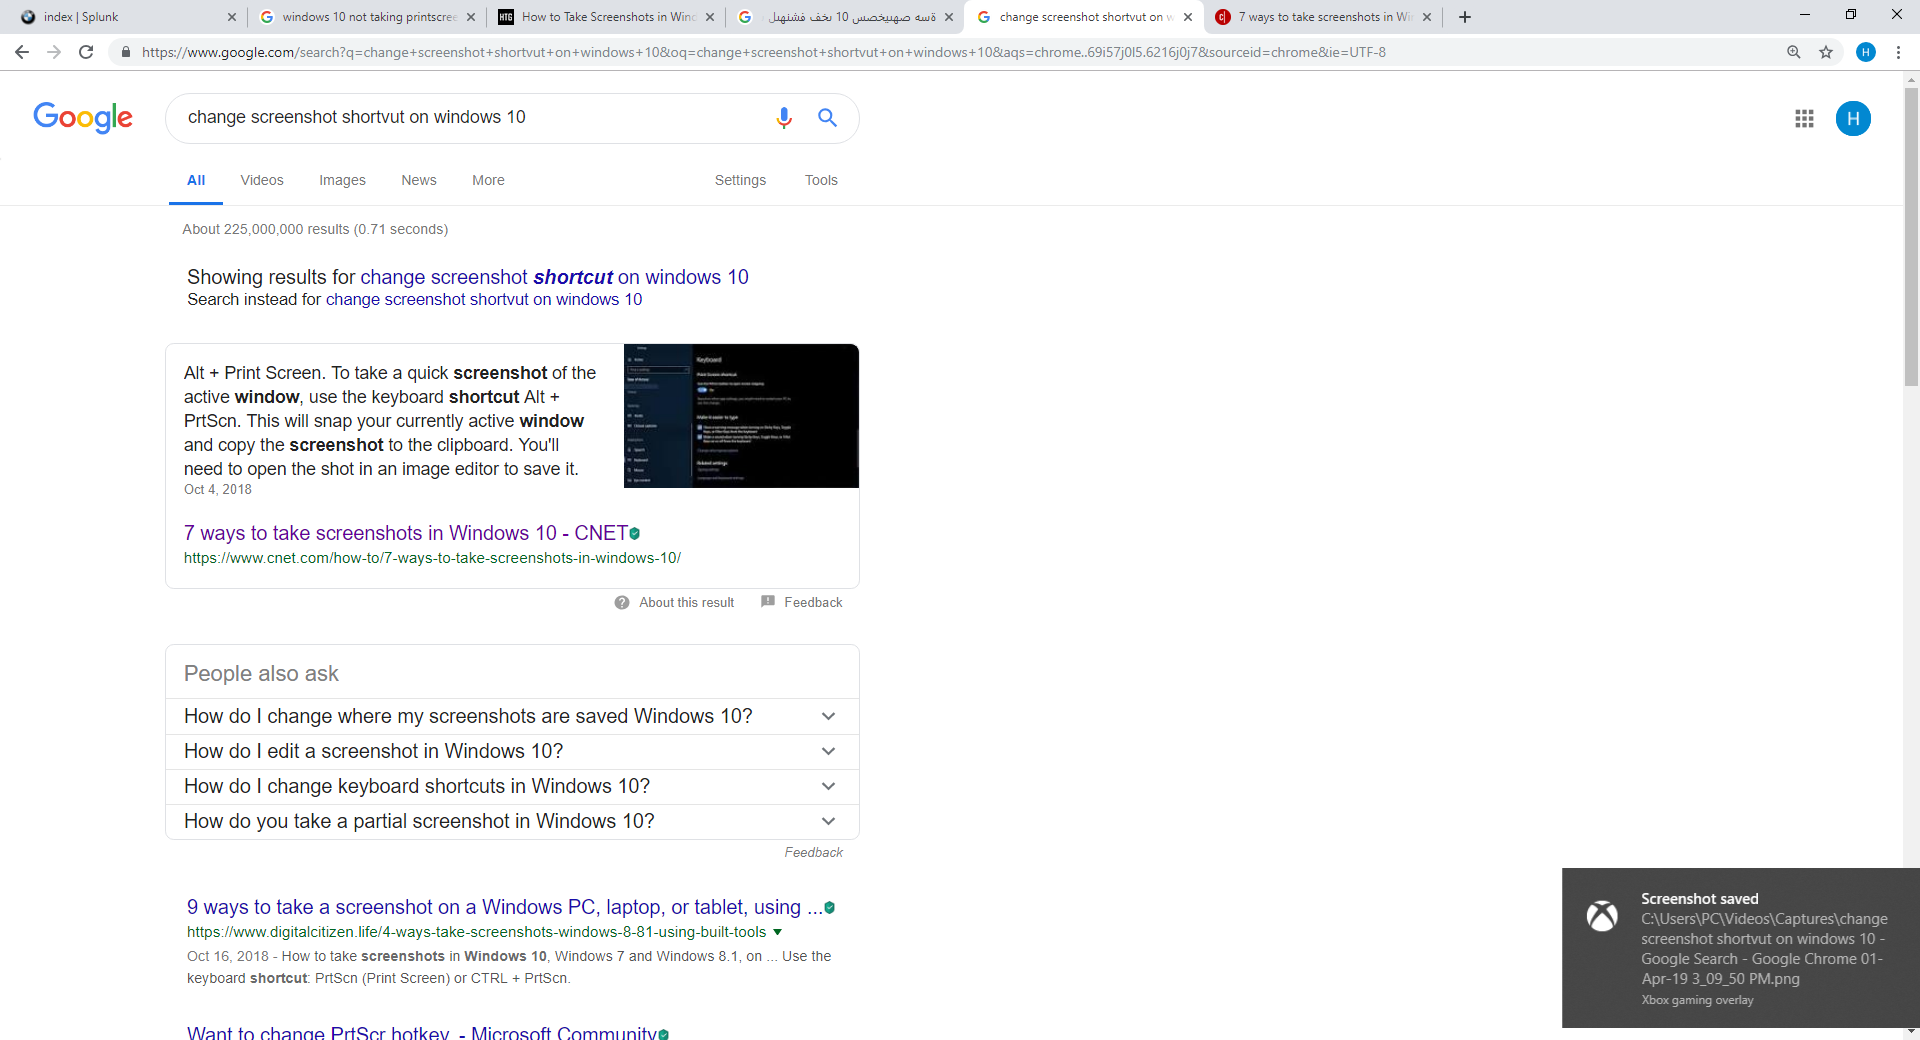 index | Splunk
windows 10 not taking printscree
HTG How to Take Screenshots in Wind
change screenshot shortvut on w
7 ways to take screenshots in Wi
https://www.google.com/search?q=change+screenshot+shortvut+on+windows+10&oq=change+screenshot+shortvut+on+windows+10&aqs=chrome..69i57j0l5.6216j0j7&sourceid=chrome&ie=UTF-8
H
Google
change screenshot shortvut on windows 10
H
All Videos Images News More Settings Tools
About 225,000,000 results (0.71 seconds)
Showing results for change screenshot shortcut on windows 10
Search instead for change screenshot shortvut on windows 10
Alt + Print Screen. To take a quick screenshot of the
active window, use the keyboard shortcut Alt +
PrtScn. This will snap your currently active window
and copy the screenshot to the clipboard. You'll
need to open the shot in an image editor to save it.
Oct 4, 2018
Keyboard
7 ways to take screenshots in Windows 10 - CNET
https://www.cnet.com/how-to/7-ways-to-take-screenshots-in-windows-10/
About this result Feedback
People also ask
How do I change where my screenshots are saved Windows 10?
How do I edit a screenshot in Windows 10?
How do I change keyboard shortcuts in Windows 10?
How do you take a partial screenshot in Windows 10?
Feedback
9 ways to take a screenshot on a Windows PC, laptop, or tablet, using ...
https://www.digitalcitizen.life/4-ways-take-screenshots-windows-8-81-using-built-tools
Oct 16, 2018 - How to take screenshots in Windows 10, Windows 7 and Windows 8.1, on ... Use the
keyboard shortcut: PrtScn (Print Screen) or CTRL + PrtScn.
Want to change PrtScr hotkey. - Microsoft Community
Screenshot saved
C:\Users\PC\Videos\Captures\change
screenshot shortvut on windows 10 -
Google Search - Google Chrome 01-
Apr-19 3_09_50 PM.png
Xbox gaming overlay